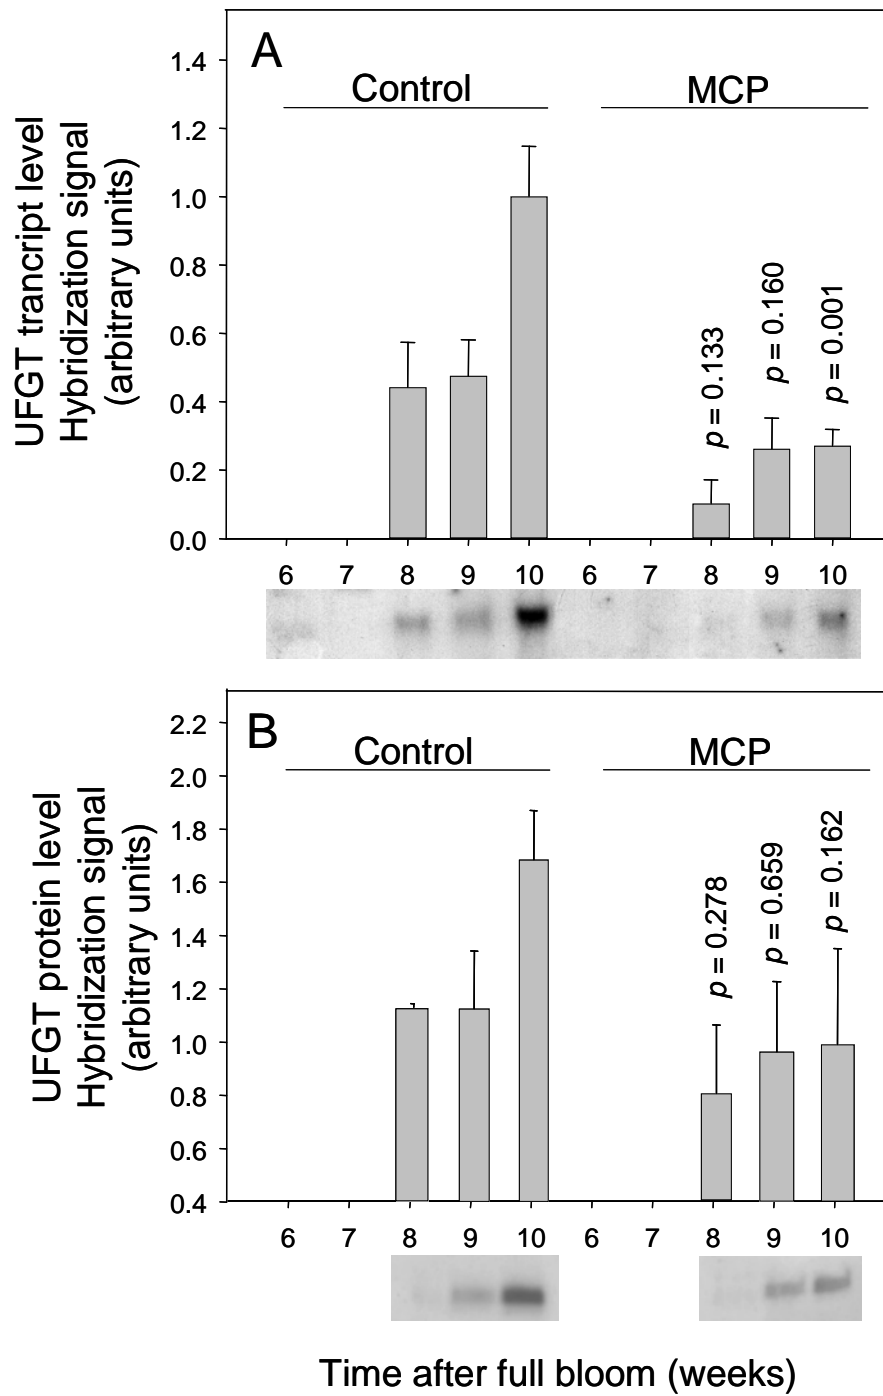 A
Control
MCP
UFGT trancript level
Hybridization signal
(arbitrary units)
1.4
1.2
1.0
0.8
0.6
0.4
0.2
0.0
p = 0.133
p = 0.160
p = 0.001
6 7 8 9 10 6 7 8 9 10
B
Control
MCP
UFGT protein level
Hybridization signal
(arbitrary units)
2.2
2.0
1.8
1.6
1.4
1.2
1.0
0.8
0.6
0.4
p = 0.278
p = 0.659
p = 0.162
6 7 8 9 10 6 7 8 9 10
Time after full bloom (weeks)